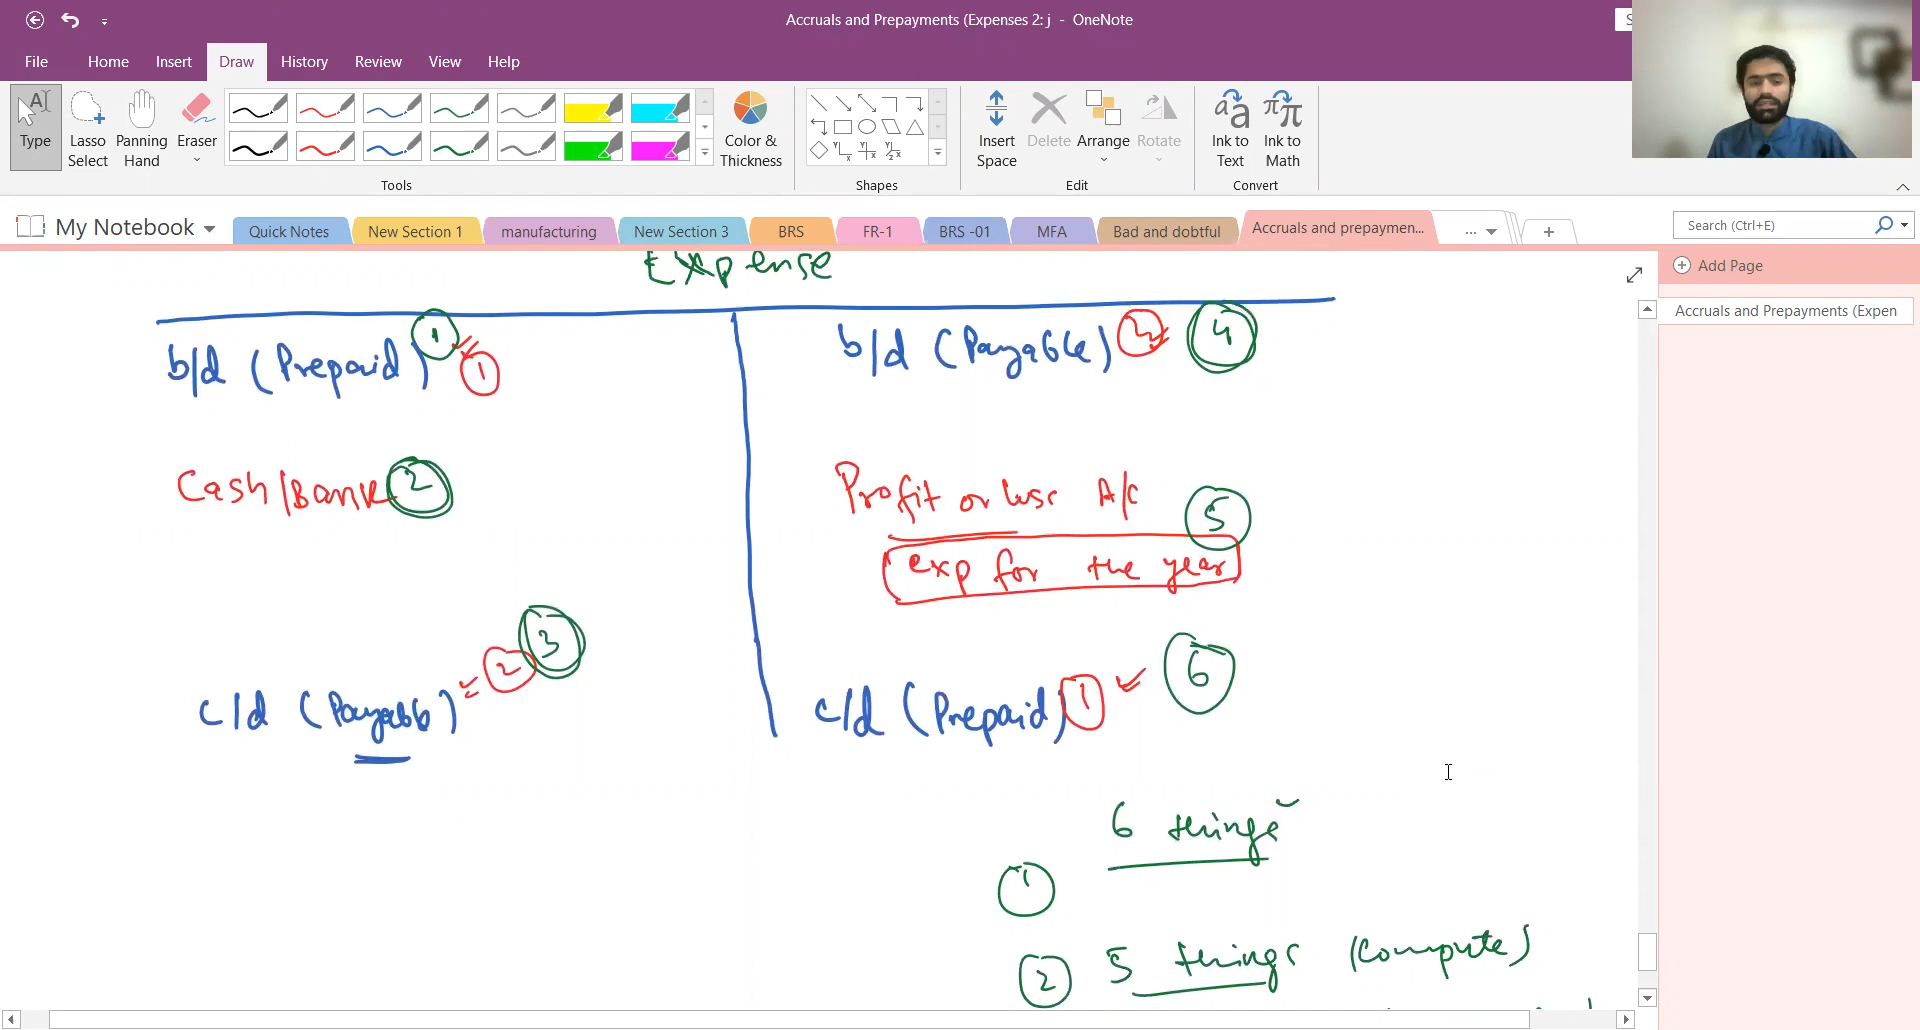 Accruals and Prepayments (Expenses 2: j - OneNote
File Home Insert Draw History Review View Help
Type
Lasso Select
Panning Hand
Eraser
Color & Thickness
Insert Space
Delete
Arrange
Rotate
Ink to Text
Ink to Math
Tools Shapes Edit Convert
My Notebook
Quick Notes
New Section 1
manufacturing
New Section 3
BRS
FR-1
BRS -01
MFA
Bad and dotful
Accruals and prepaymen...
...
Search (Ctrl+E)
Add Page
Accruals and Prepayments (Expen
Expense
b/d (Prepaid) 1 1
b/d (Payable) 2 4
Cash/Bank 2
Profit or loss A/C 5
exp for the year
c/d (Payable) 2 3
c/d (Prepaid) 1 6
6 things
1
2 5 things (compute)